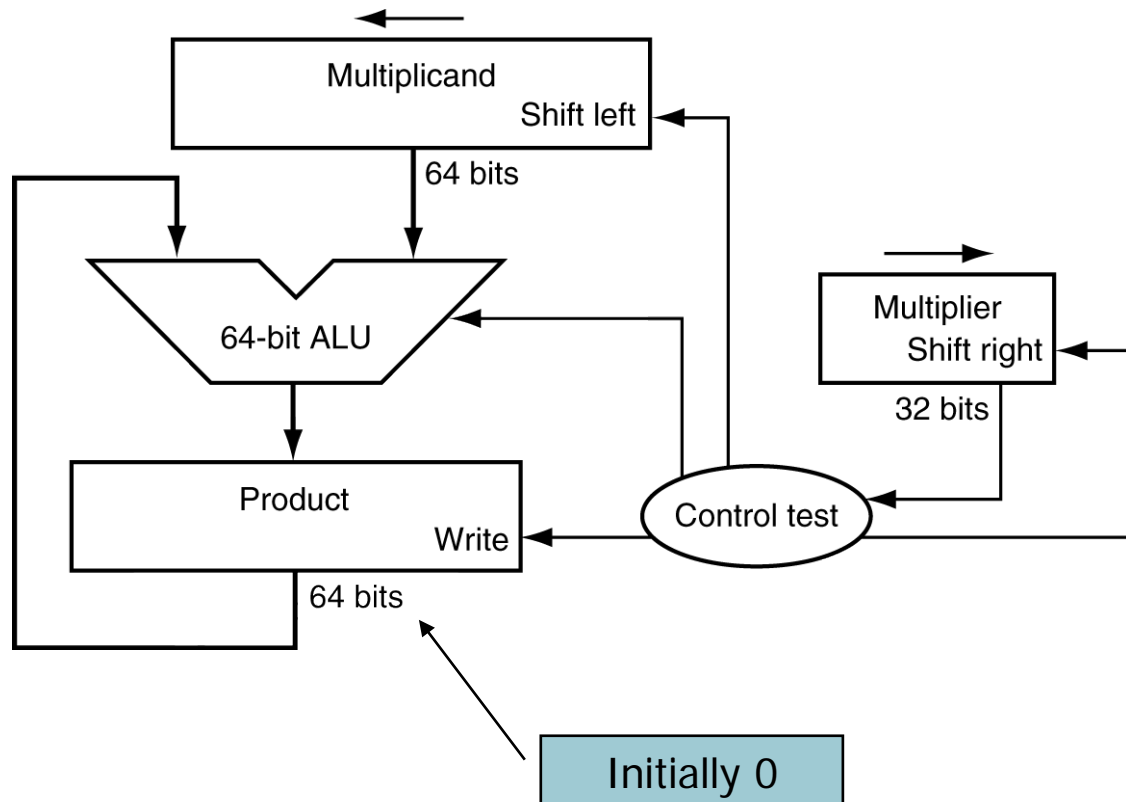 Multiplicand
Shift left
64 bits
64-bit ALU
Multiplier
Shift right
32 bits
Product
Write
Control test
64 bits
Initially 0